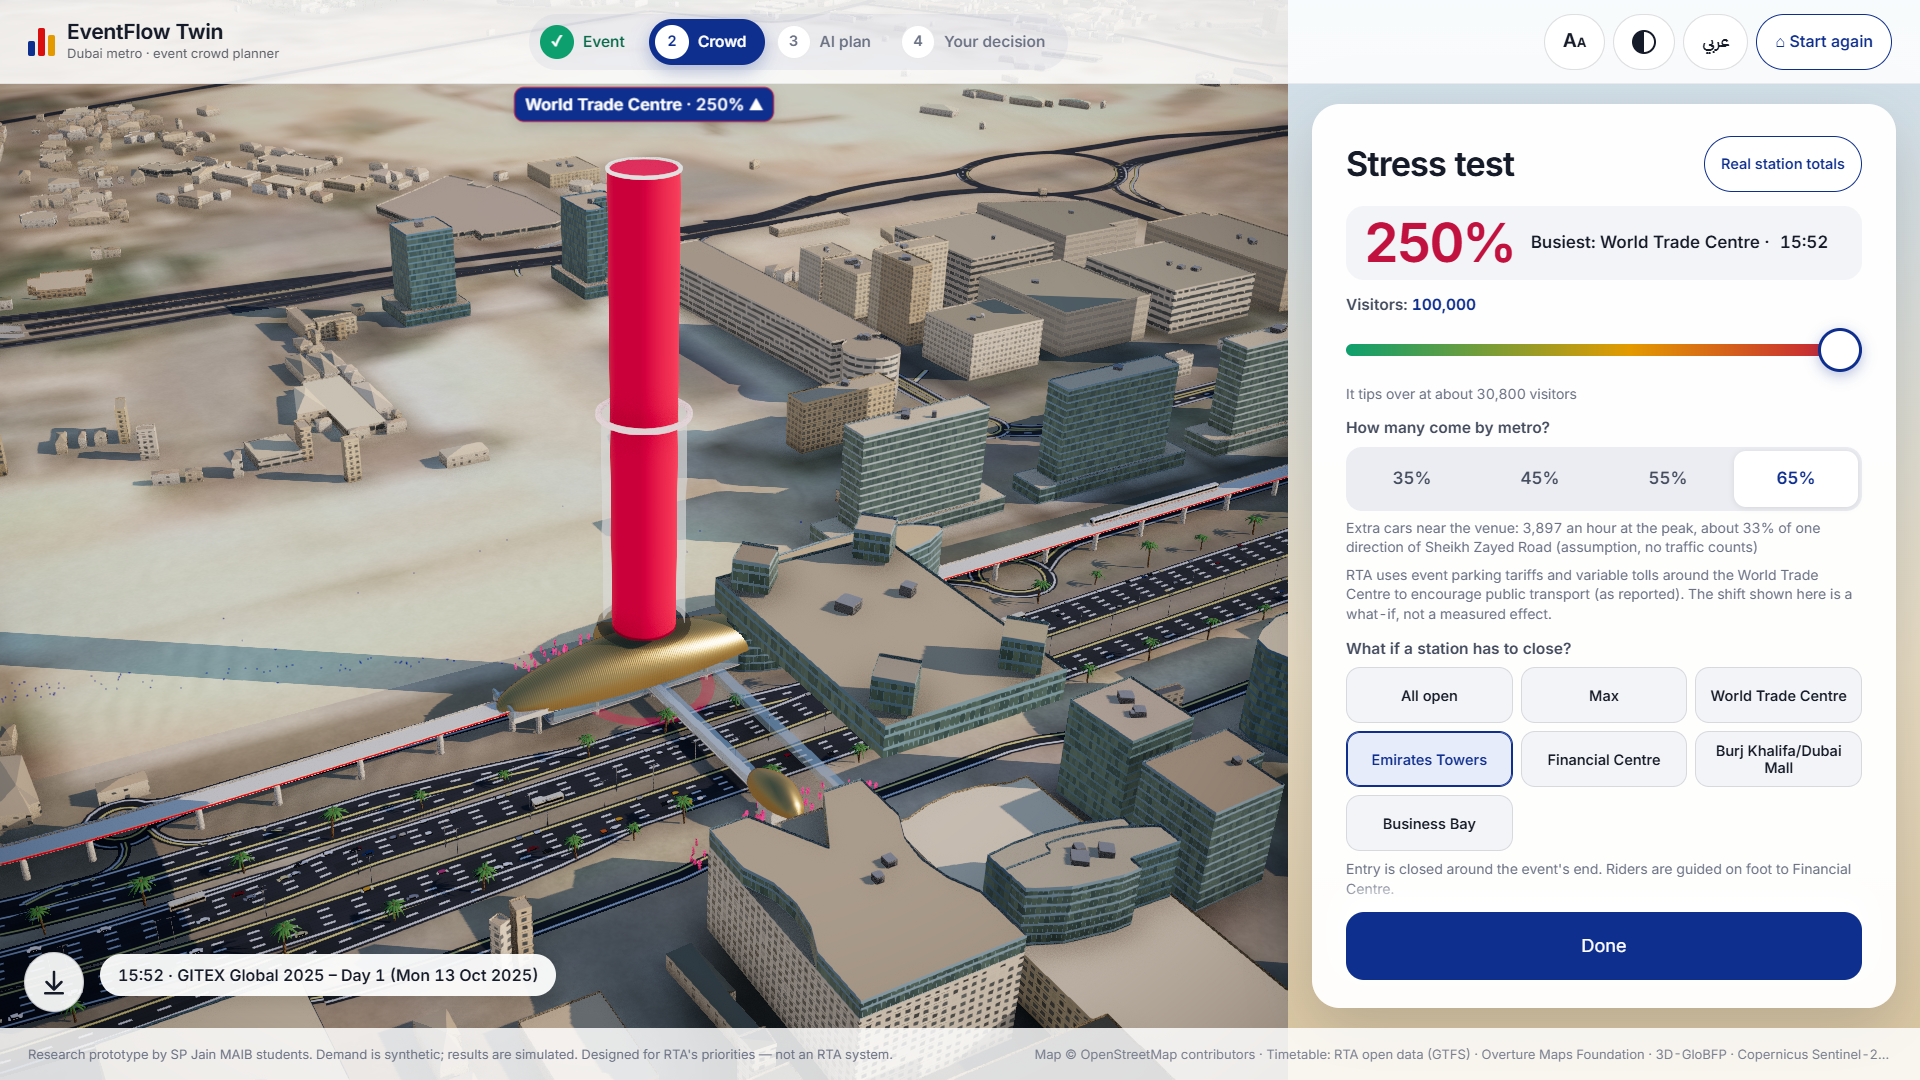 EventFlow Twin
Dubai metro · event crowd planner
Event
2 Crowd
3 AI plan
4 Your decision
AA
عربي
⌂ Start again
World Trade Centre · 250% ▲
Stress test
Real station totals
250%
Busiest: World Trade Centre · 15:52
Visitors: 100,000
It tips over at about 30,800 visitors
How many come by metro?
35%
45%
55%
65%
Extra cars near the venue: 3,897 an hour at the peak, about 33% of one
direction of Sheikh Zayed Road (assumption, no traffic counts)
RTA uses event parking tariffs and variable tolls around the World Trade
Centre to encourage public transport (as reported). The shift shown here is a
what-if, not a measured effect.
What if a station has to close?
All open
Max
World Trade Centre
Emirates Towers
Financial Centre
Burj Khalifa/Dubai
Mall
Business Bay
Entry is closed around the event's end. Riders are guided on foot to Financial
Centre.
Done
15:52 · GITEX Global 2025 – Day 1 (Mon 13 Oct 2025)
Research prototype by SP Jain MAIB students. Demand is synthetic; results are simulated. Designed for RTA's priorities — not an RTA system.
Map © OpenStreetMap contributors · Timetable: RTA open data (GTFS) · Overture Maps Foundation · 3D-GloBFP · Copernicus Sentinel-2...